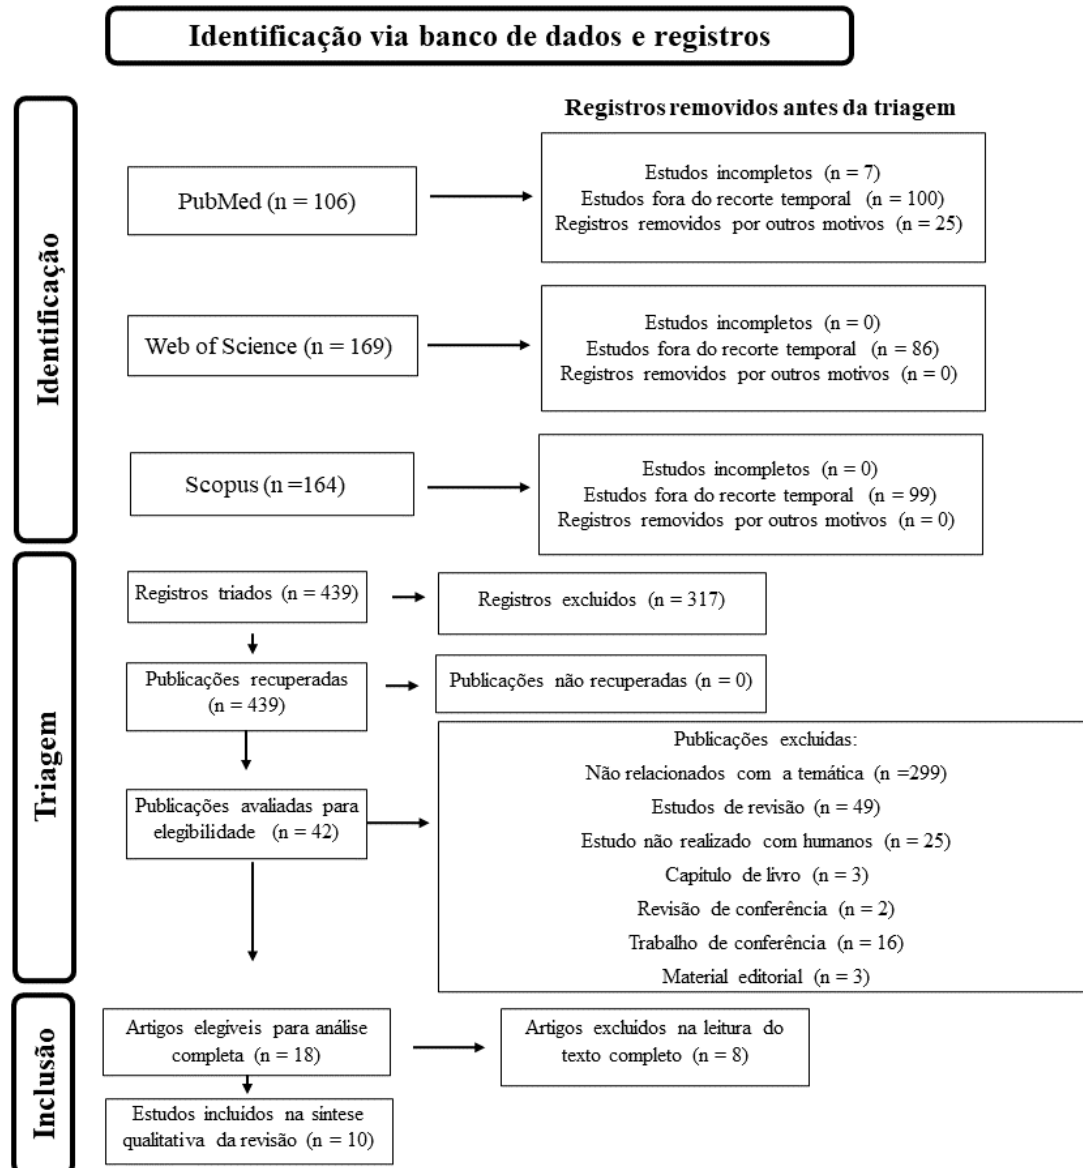 Identificação via banco de dados e registros
Identificação
Registros removidos antes da triagem
PubMed (n = 106)
Estudos incompletos (n = 7)
Estudos fora do recorte temporal (n = 100)
Registros removidos por outros motivos (n = 25)
Web of Science (n = 169)
Estudos incompletos (n = 0)
Estudos fora do recorte temporal (n = 86)
Registros removidos por outros motivos (n = 0)
Scopus (n =164)
Estudos incompletos (n = 0)
Estudos fora do recorte temporal (n = 99)
Registros removidos por outros motivos (n = 0)
Triagem
Registros triados (n = 439)
Registros excluídos (n = 317)
Publicações recuperadas
(n = 439)
Publicações não recuperadas (n = 0)
Publicações avaliadas para
elegibilidade (n = 42)
Publicações excluídas:
Não relacionados com a temática (n =299)
Estudos de revisão (n = 49)
Estudo não realizado com humanos (n = 25)
Capitulo de livro (n = 3)
Revisão de conferência (n = 2)
Trabalho de conferência (n = 16)
Material editorial (n = 3)
Inclusão
Artigos elegíveis para análise
completa (n = 18)
Artigos excluídos na leitura do
texto completo (n = 8)
Estudos incluídos na síntese
qualitativa da revisão (n = 10)